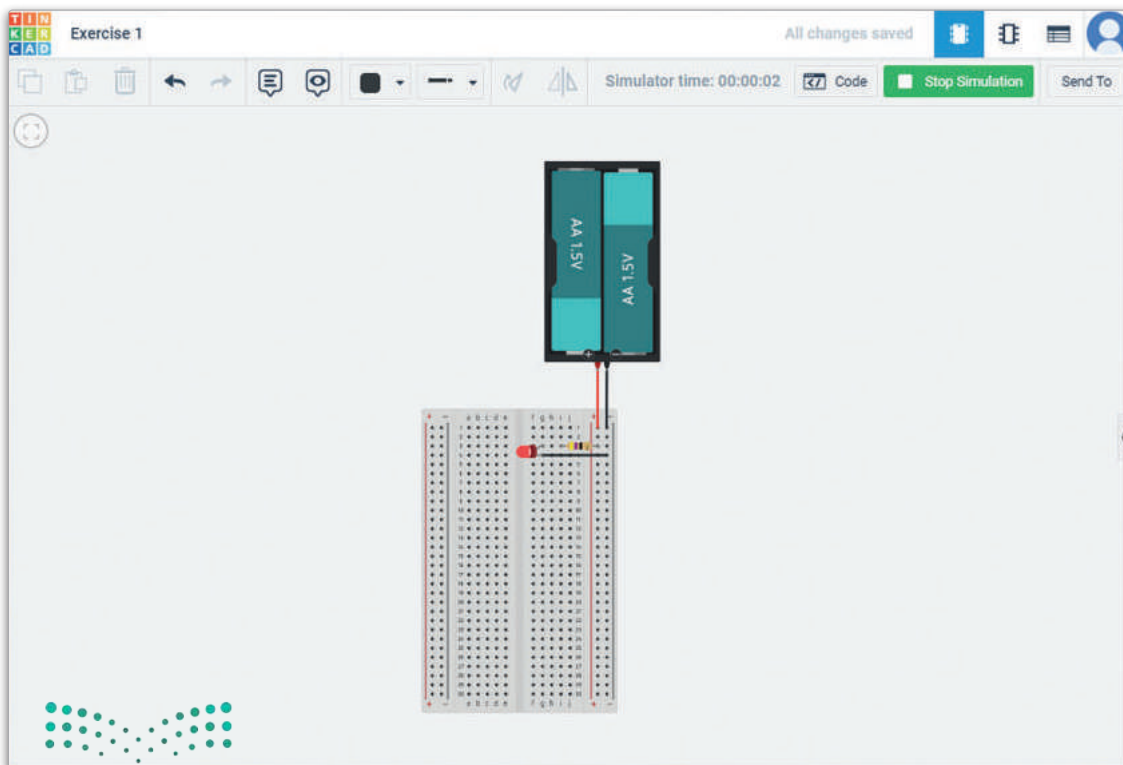 TIN
KER
CAD
Exercise 1
All changes saved
Simulator time: 00:00:02
Code
Stop Simulation
Send To
AA 1.5V
AA 1.5V
+ −
+ − a b c d e f g h i j + −
+ − a b c d e f g h i j + −